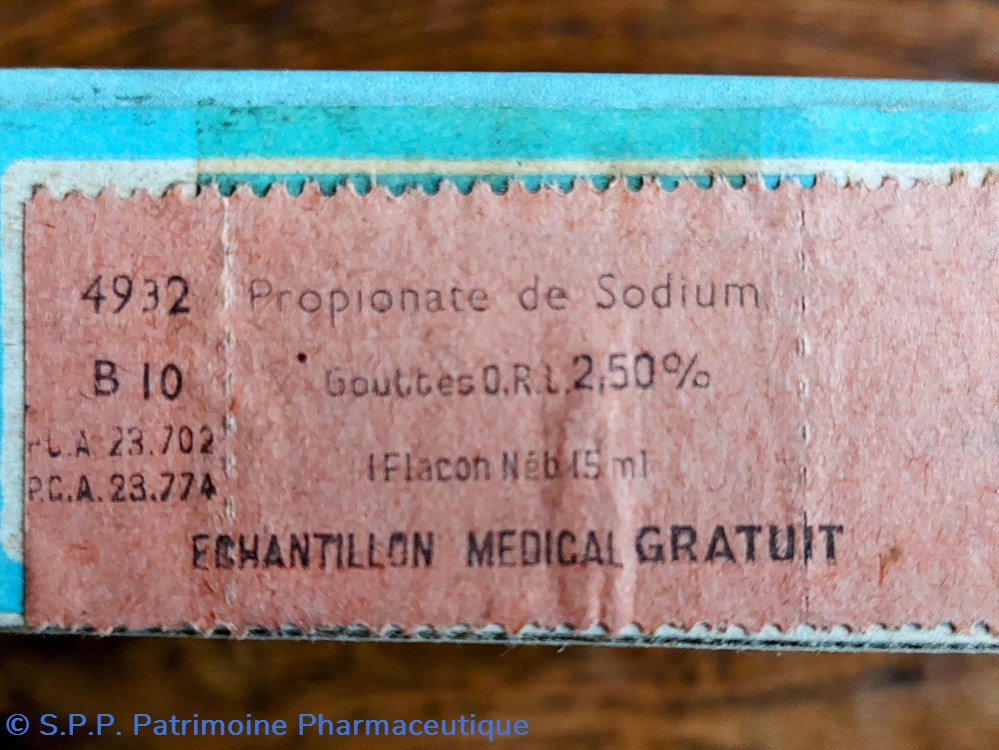 4932 Propionate de Sodium
B 10 Gouttes O.R.L. 2,50%
P.C.A. 23.702
1 Flacon Néb 15 ml
P.C.A. 23.774
ECHANTILLON MEDICAL GRATUIT
© S.P.P. Patrimoine Pharmaceutique